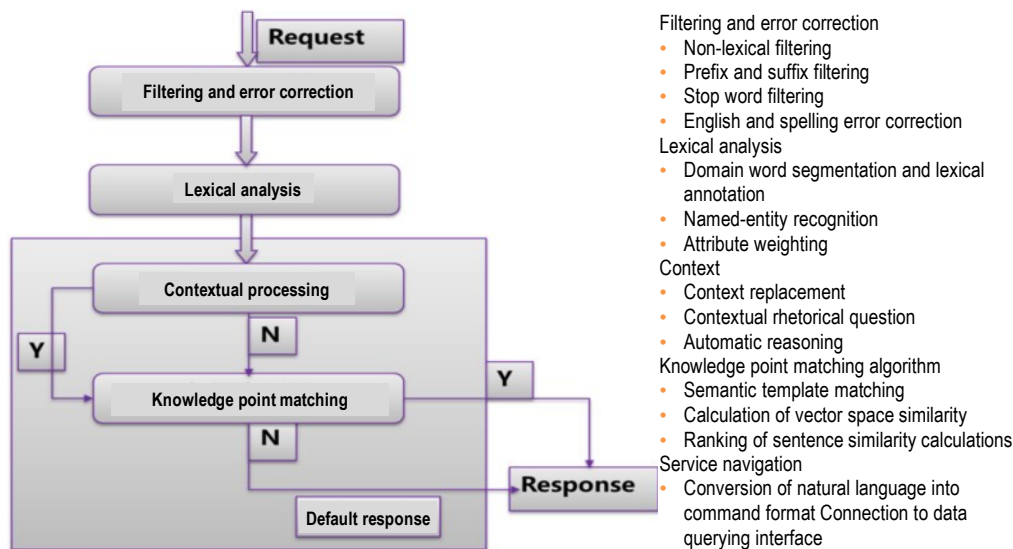 Request
Filtering and error correction
Lexical analysis
Contextual processing
N
Y
Knowledge point matching
Y
N
Response
Default response
Filtering and error correction
• Non-lexical filtering
• Prefix and suffix filtering
• Stop word filtering
• English and spelling error correction
Lexical analysis
• Domain word segmentation and lexical
annotation
• Named-entity recognition
• Attribute weighting
Context
• Context replacement
• Contextual rhetorical question
• Automatic reasoning
Knowledge point matching algorithm
• Semantic template matching
• Calculation of vector space similarity
• Ranking of sentence similarity calculations
Service navigation
• Conversion of natural language into
command format Connection to data
querying interface